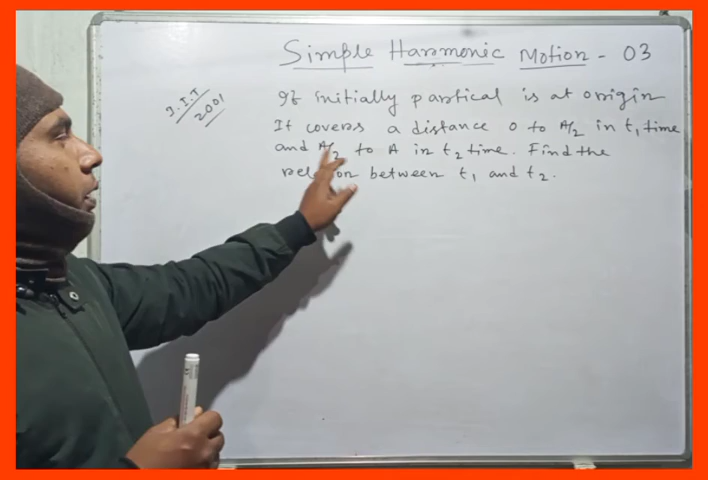 Simple Harmonic Motion - 03
I.I.T
2001
If initially partical is at origin
It covers a distance 0 to A/2 in t₁ time
and A/2 to A in t₂ time. Find the
between t₁ and t₂.